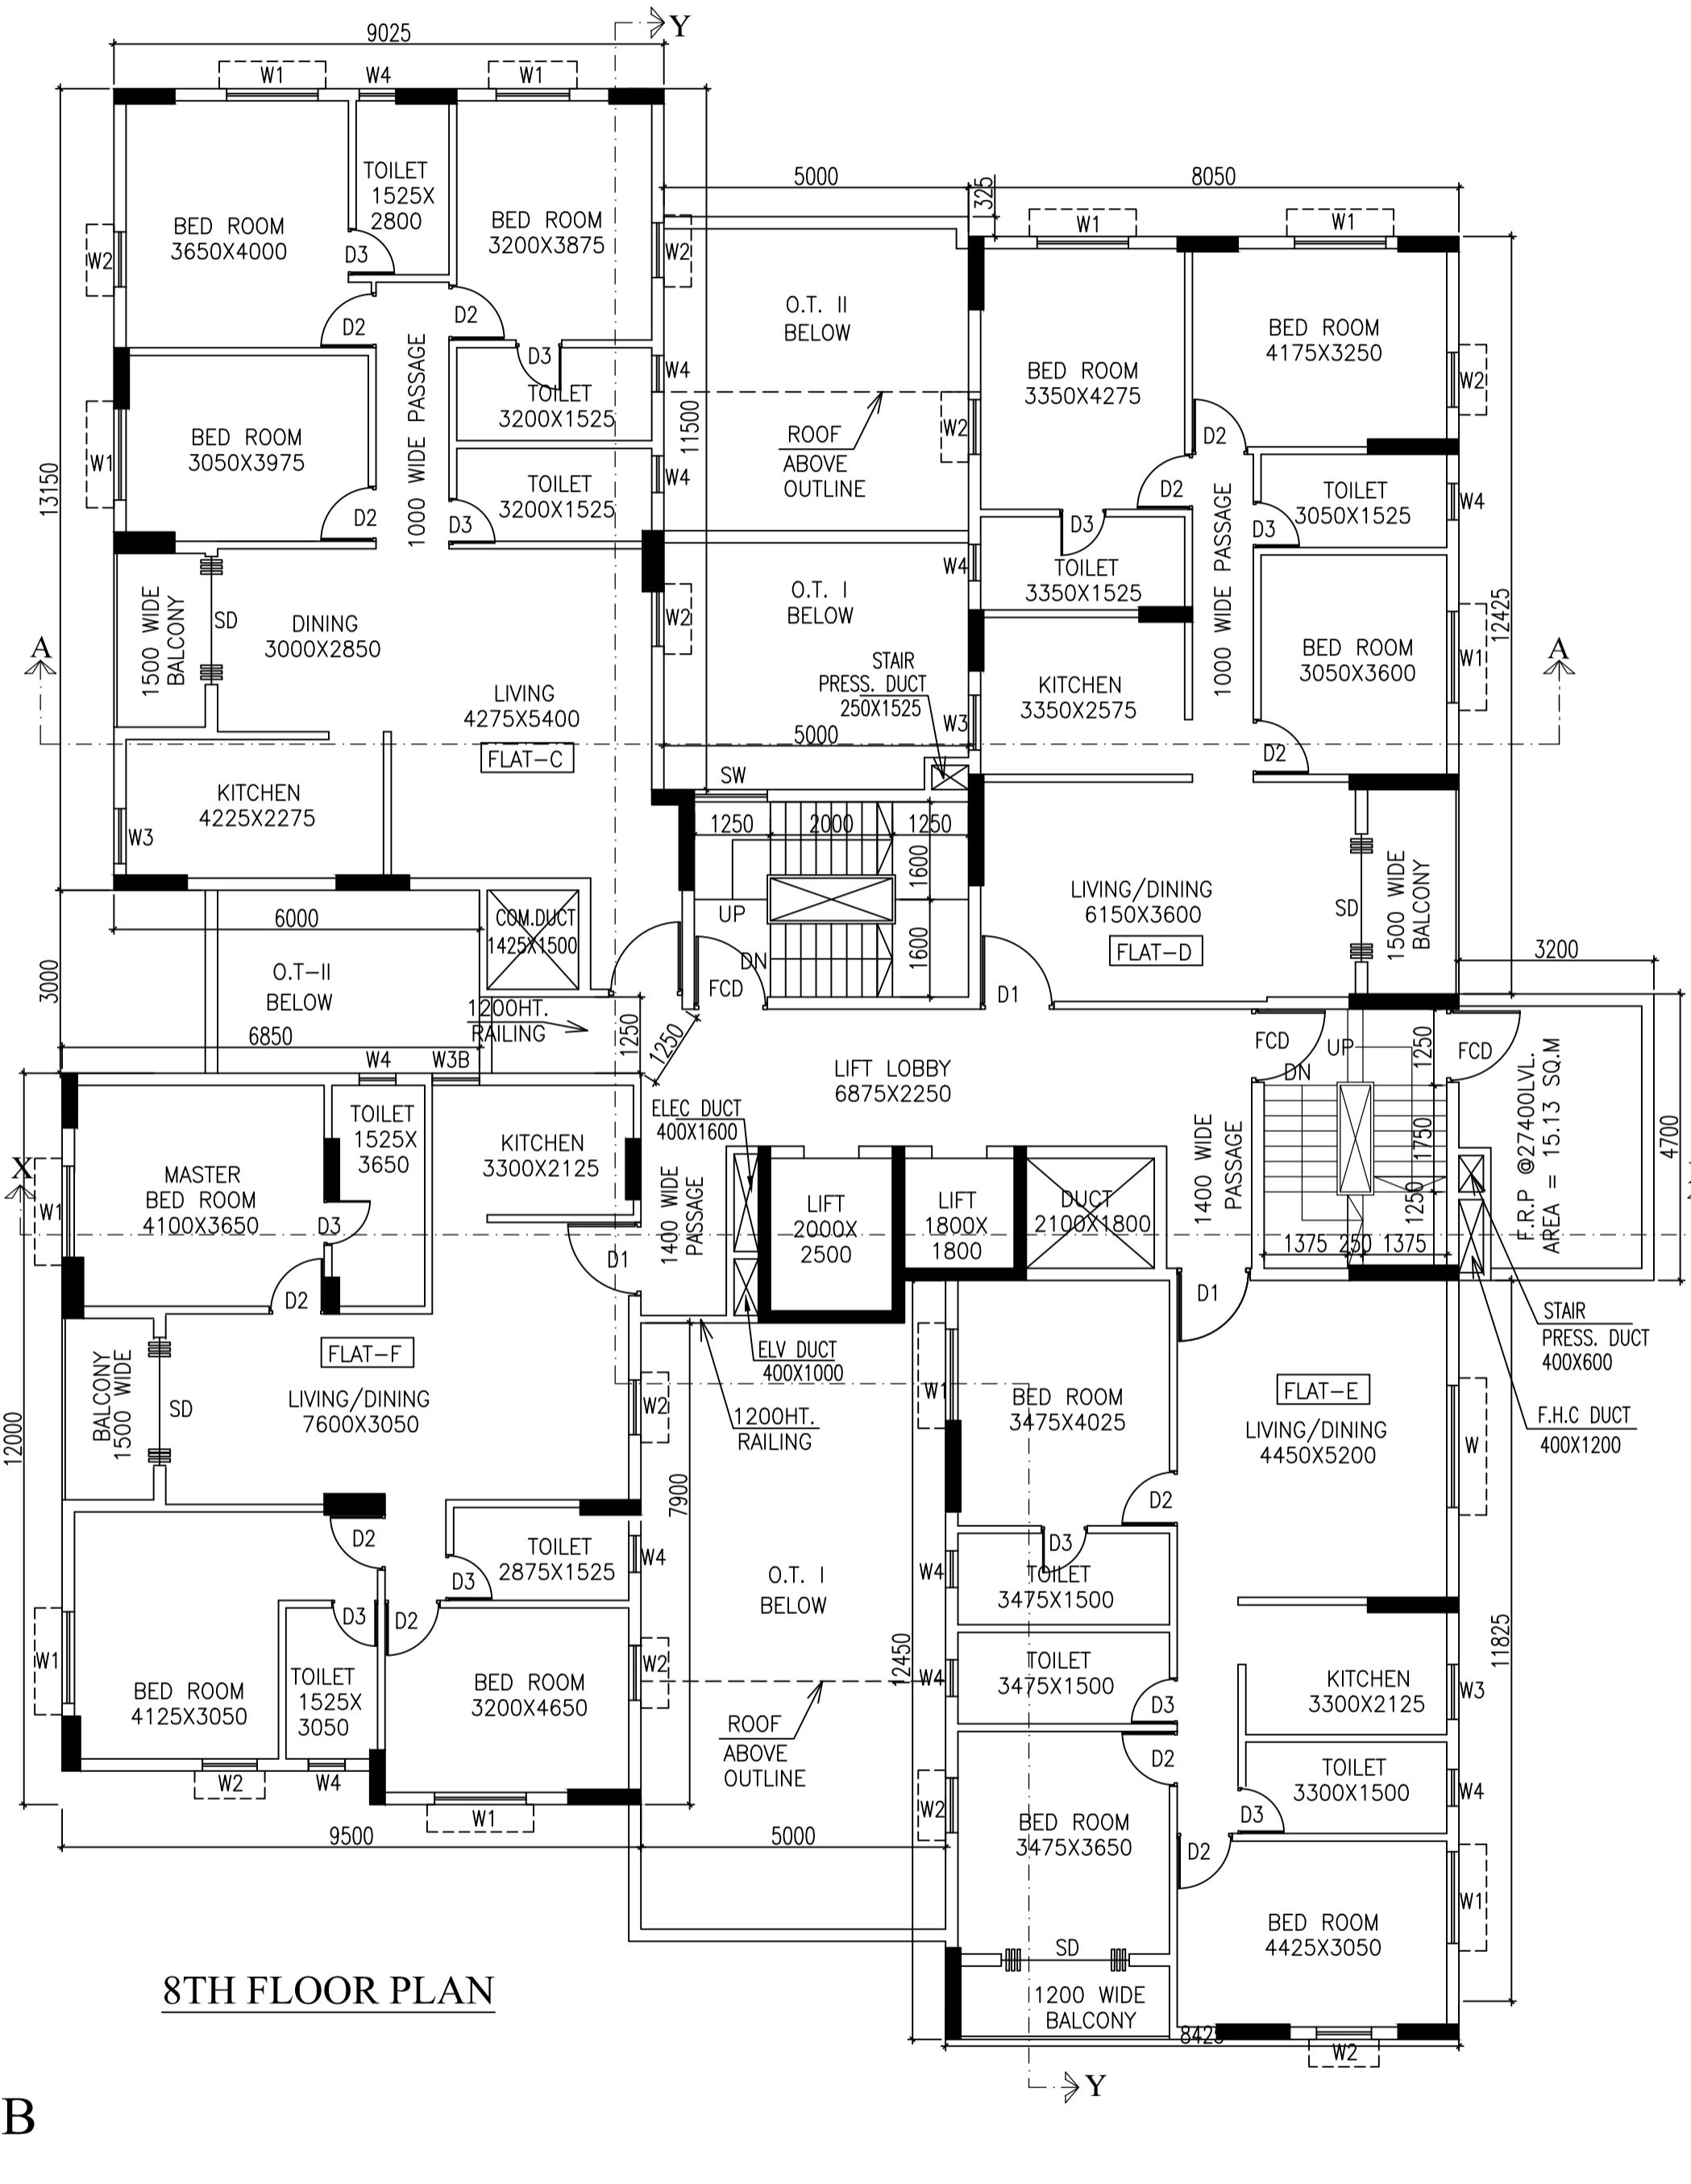 Y
9025
W1
W4
W1
5000
325
8050
W1
W1
TOILET
1525X
2800
BED ROOM
3650X4000
BED ROOM
3200X3875
D3
W2
W2
O.T. II
BELOW
D2
D2
BED ROOM
4175X3250
D3
BED ROOM
3350X4275
W4
W2
TOILET
3200X1525
1000 WIDE PASSAGE
11500
ROOF
ABOVE
OUTLINE
W2
D2
BED ROOM
3050X3975
W1
W4
TOILET
3200X1525
13150
D2
D3
D2
TOILET
3050X1525
W4
D3
D3
1000 WIDE PASSAGE
W4
TOILET
3350X1525
O.T. I
BELOW
12425
1500 WIDE
BALCONY
SD
DINING
3000X2850
W2
A
A
BED ROOM
3050X3600
W1
STAIR
PRESS. DUCT
250X1525
KITCHEN
3350X2575
LIVING
4275X5400
W3
FLAT-C
5000
D2
SW
KITCHEN
4225X2275
W3
1250
2000
1250
1600
1600
LIVING/DINING
6150X3600
SD
1500 WIDE
BALCONY
FLAT-D
UP
6000
COM.DUCT
1425X1500
3200
DN
FCD
D1
3000
O.T-II
BELOW
1200HT.
RAILING
6850
1250
1250
FCD
UP
DN
1250
FCD
W4
W3B
LIFT LOBBY
6875X2250
ELEC DUCT
400X1600
TOILET
1525X
3650
KITCHEN
3300X2125
1750
F.R.P @27400LVL.
AREA = 15.13 SQ.M
4700
X
MASTER
BED ROOM
4100X3650
W1
D3
1400 WIDE
PASSAGE
LIFT
2000X
2500
LIFT
1800X
1800
DUCT
2100X1800
1400 WIDE
PASSAGE
1250
1375
250
1375
D1
D2
D1
STAIR
PRESS. DUCT
400X600
ELV DUCT
400X1000
FLAT-F
BALCONY
1500 WIDE
SD
LIVING/DINING
7600X3050
W2
1200HT.
RAILING
W1
BED ROOM
3475X4025
FLAT-E
LIVING/DINING
4450X5200
W
F.H.C DUCT
400X1200
12000
7900
D2
D2
D3
TOILET
2875X1525
W4
D3
O.T. I
BELOW
W4
TOILET
3475X1500
D3
D2
12450
11825
W1
TOILET
1525X
3050
BED ROOM
4125X3050
BED ROOM
3200X4650
W2
W4
TOILET
3475X1500
D3
KITCHEN
3300X2125
W3
ROOF
ABOVE
OUTLINE
D2
W2
W4
W1
TOILET
3300X1500
W4
W2
D3
BED ROOM
3475X3650
9500
5000
D2
W1
BED ROOM
4425X3050
SD
8TH FLOOR PLAN
1200 WIDE
BALCONY
8425
W2
Y
B